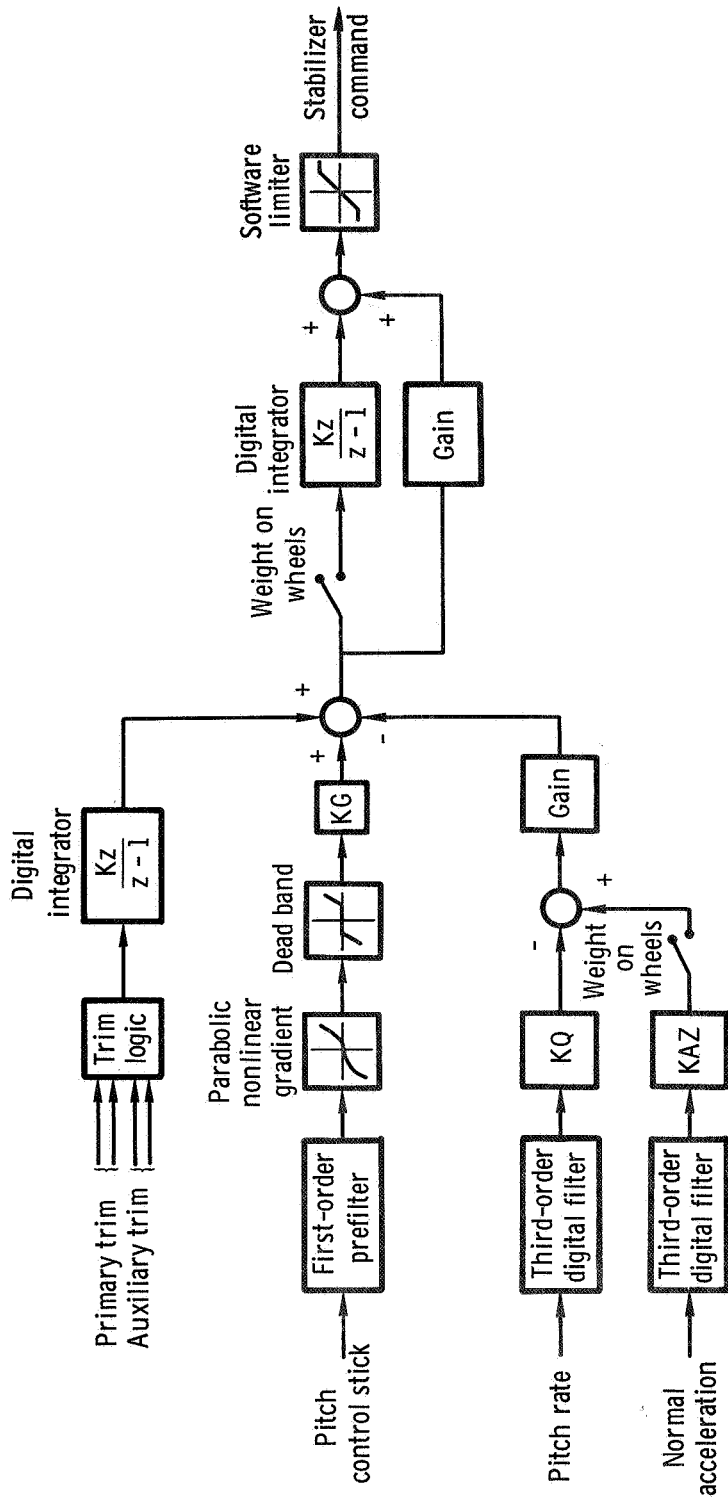 Primary trim
Auxiliary trim
Trim
logic
Digital
integrator
Kz
z - 1
Pitch
control stick
First-order
prefilter
Parabolic
nonlinear
gradient
Dead band
KG
+
+
-
Weight on
wheels
Digital
integrator
Kz
z - 1
Gain
+
+
Software
limiter
Stabilizer
command
Pitch rate
Third-order
digital filter
KQ
-
+
Gain
Weight
on
wheels
Normal
acceleration
Third-order
digital filter
KAZ